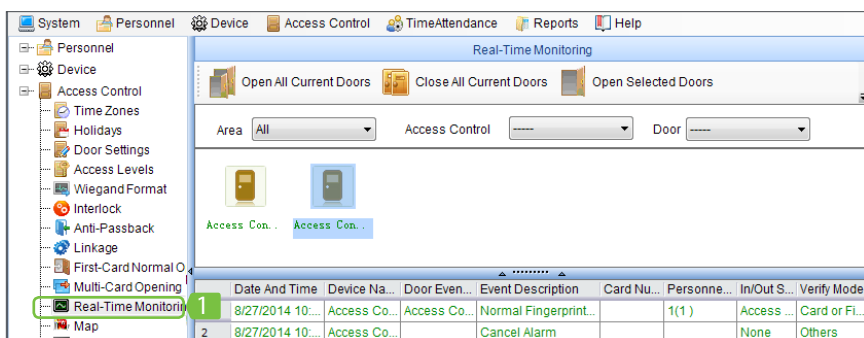 System Personnel Device Access Control TimeAttendance Reports Help
Personnel
Device
Access Control
Time Zones
Holidays
Door Settings
Access Levels
Wiegand Format
Interlock
Anti-Passback
Linkage
First-Card Normal O
Multi-Card Opening
Real-Time Monitorin
1
Map
Real-Time Monitoring
Open All Current Doors Close All Current Doors Open Selected Doors
Area All Access Control ----- Door -----
Access Con.. Access Con..
Date And Time Device Na... Door Even... Event Description Card Nu... Personne... In/Out S... Verify Mode
8/27/2014 10:... Access Co... Access Co... Normal Fingerprint... 1(1 ) Access ... Card or Fi...
2 8/27/2014 10:... Access Co... Cancel Alarm None Others